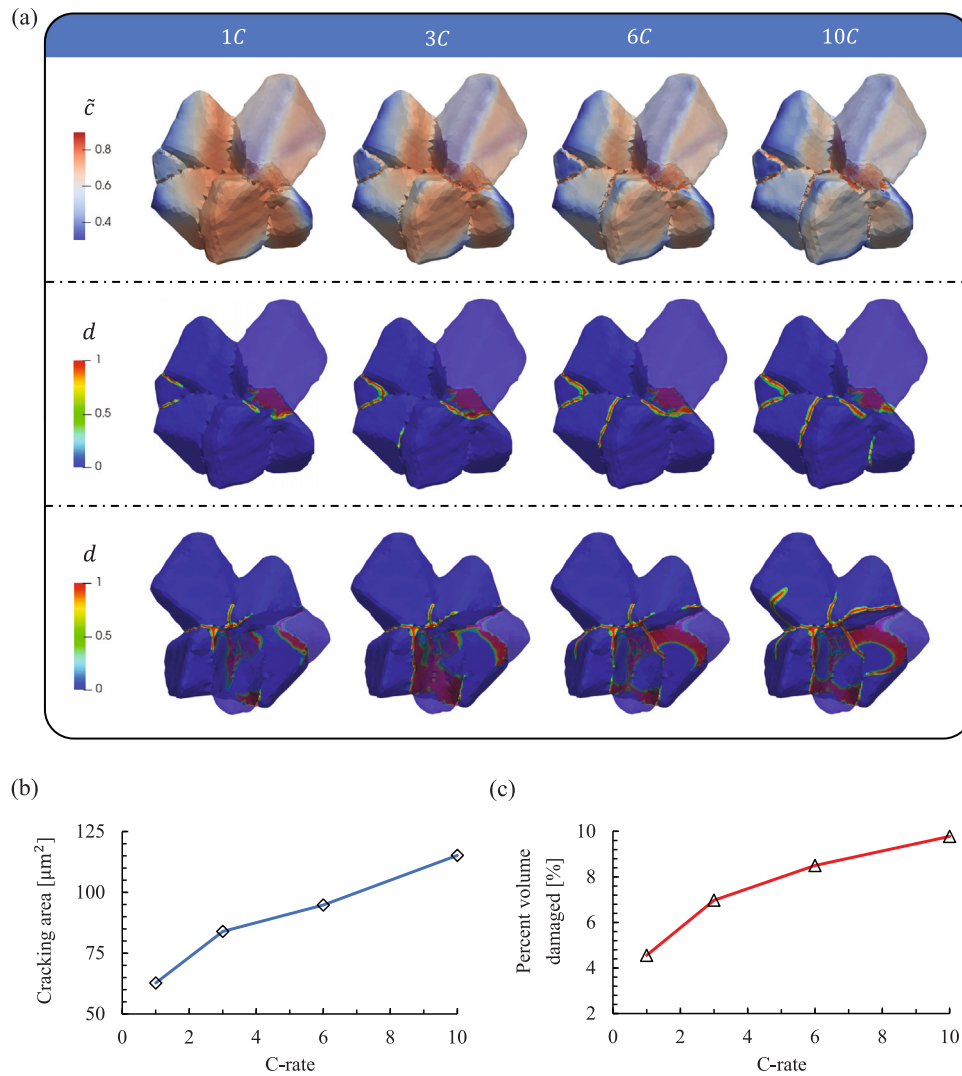 (a)
1C 3C 6C 10C
c̃
0.8
0.6
0.4
d
1
0.5
0
d
1
0.5
0
(b)
Cracking area [µm²]
125
100
75
50
0 2 4 6 8 10
C-rate
(c)
Percent volume
damaged [%]
10
8
6
4
2
0 2 4 6 8 10
C-rate